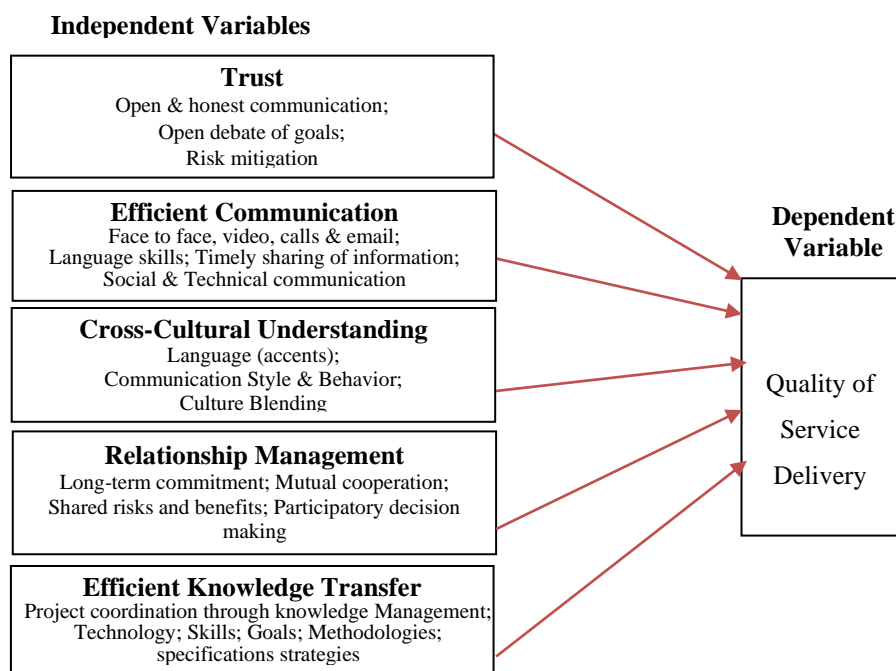 Independent Variables
Trust
Open & honest communication;
Open debate of goals;
Risk mitigation
Efficient Communication
Face to face, video, calls & email;
Language skills; Timely sharing of information;
Social & Technical communication
Cross-Cultural Understanding
Language (accents);
Communication Style & Behavior;
Culture Blending
Relationship Management
Long-term commitment; Mutual cooperation;
Shared risks and benefits; Participatory decision
making
Efficient Knowledge Transfer
Project coordination through knowledge Management;
Technology; Skills; Goals; Methodologies;
specifications strategies
Dependent
Variable
Quality of
Service
Delivery